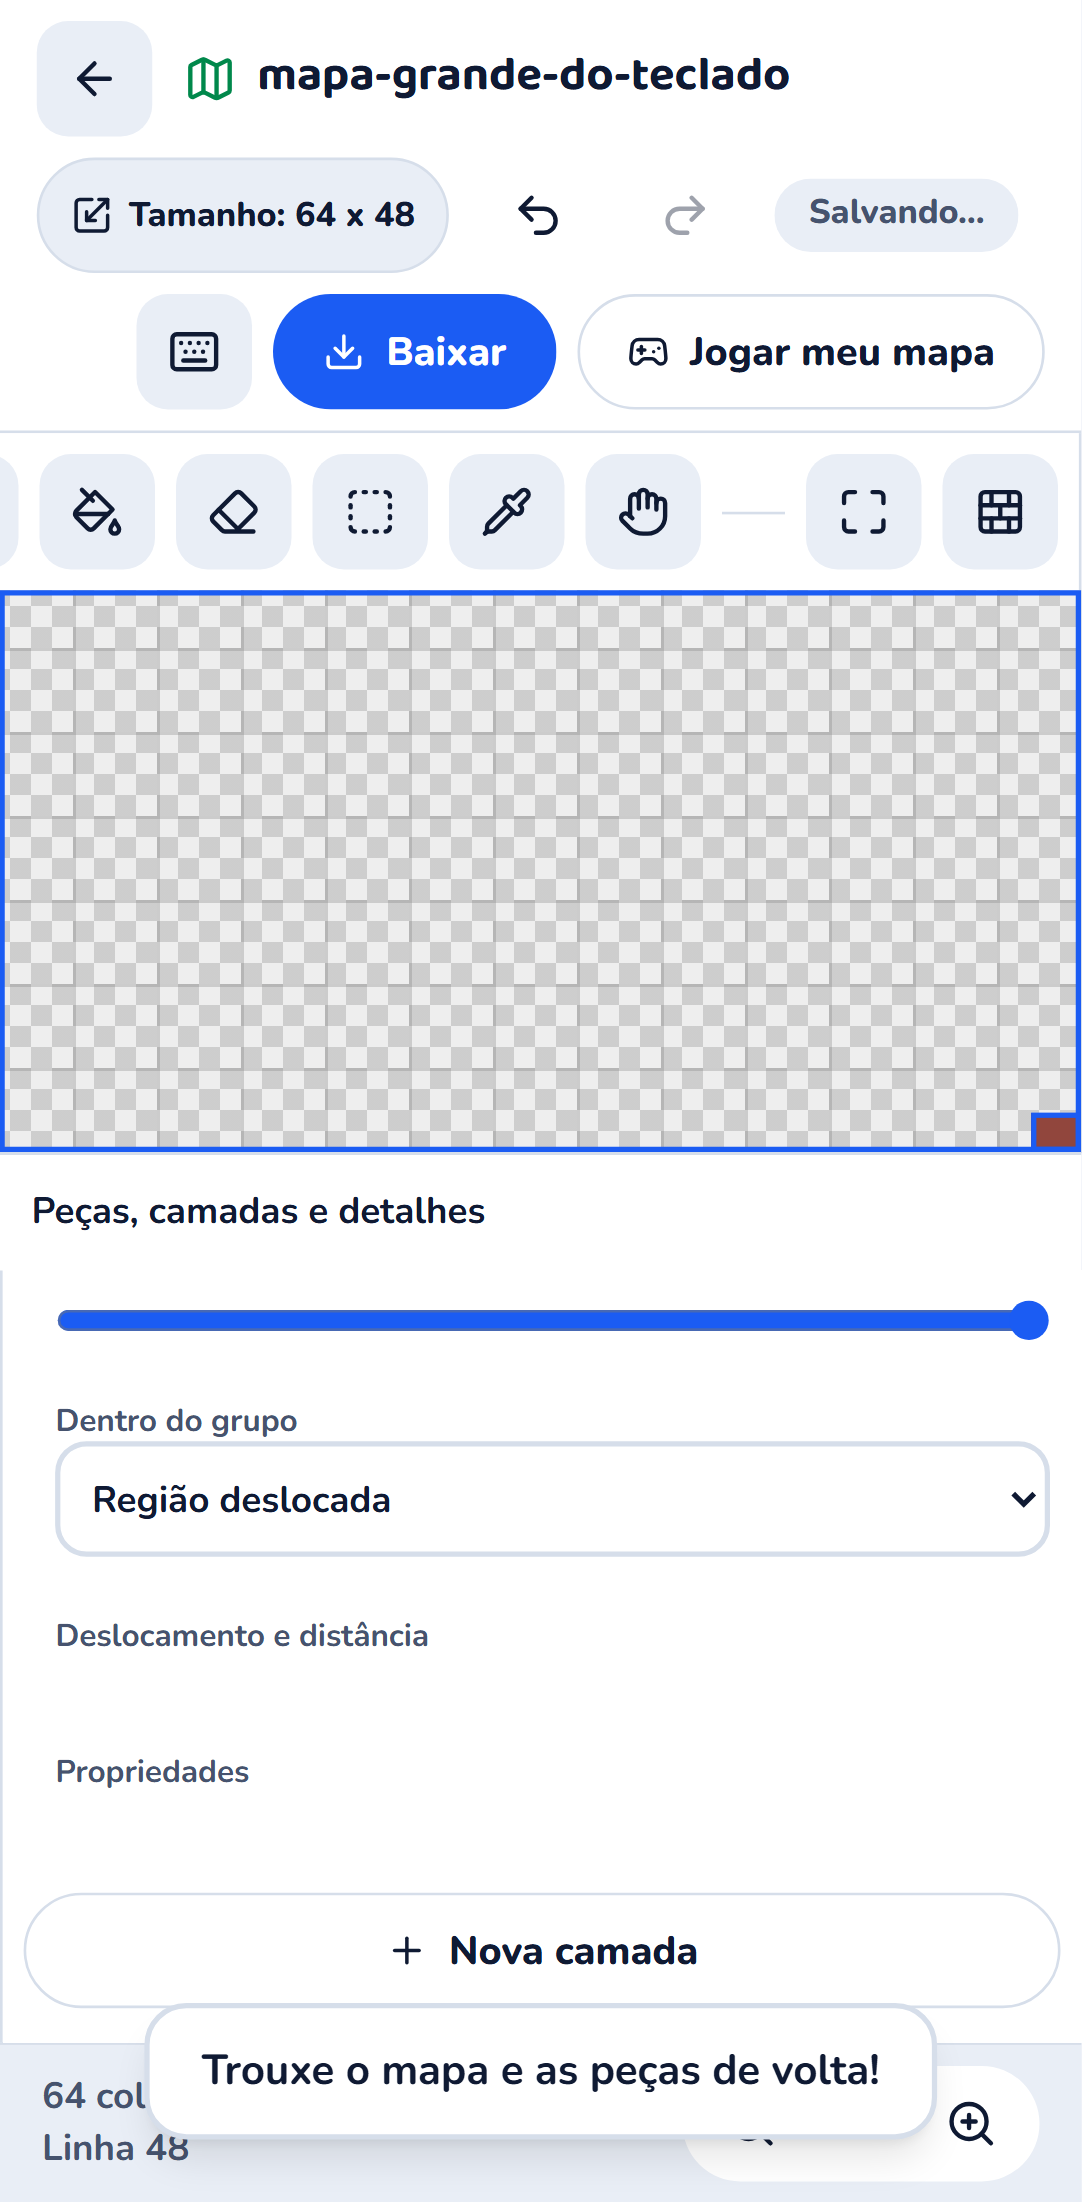 mapa-grande-do-teclado
Tamanho: 64 x 48
Salvando...
Baixar
Jogar meu mapa
Peças, camadas e detalhes
Dentro do grupo
Região deslocada
Deslocamento e distância
Propriedades
Nova camada
Trouxe o mapa e as peças de volta!
64 col
Linha 48